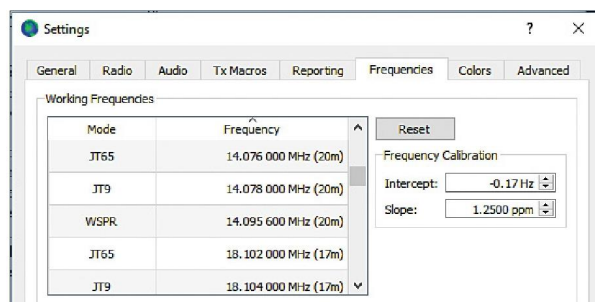 Settings
?
General Radio Audio Tx Macros Reporting Frequencies Colors Advanced
Working Frequencies
Mode Frequency
JT65 14.076 000 MHz (20m)
JT9 14.078 000 MHz (20m)
WSPR 14.095 600 MHz (20m)
JT65 18.102 000 MHz (17m)
JT9 18.104 000 MHz (17m)
Reset
Frequency Calibration
Intercept: -0.17 Hz
Slope: 1.2500 ppm